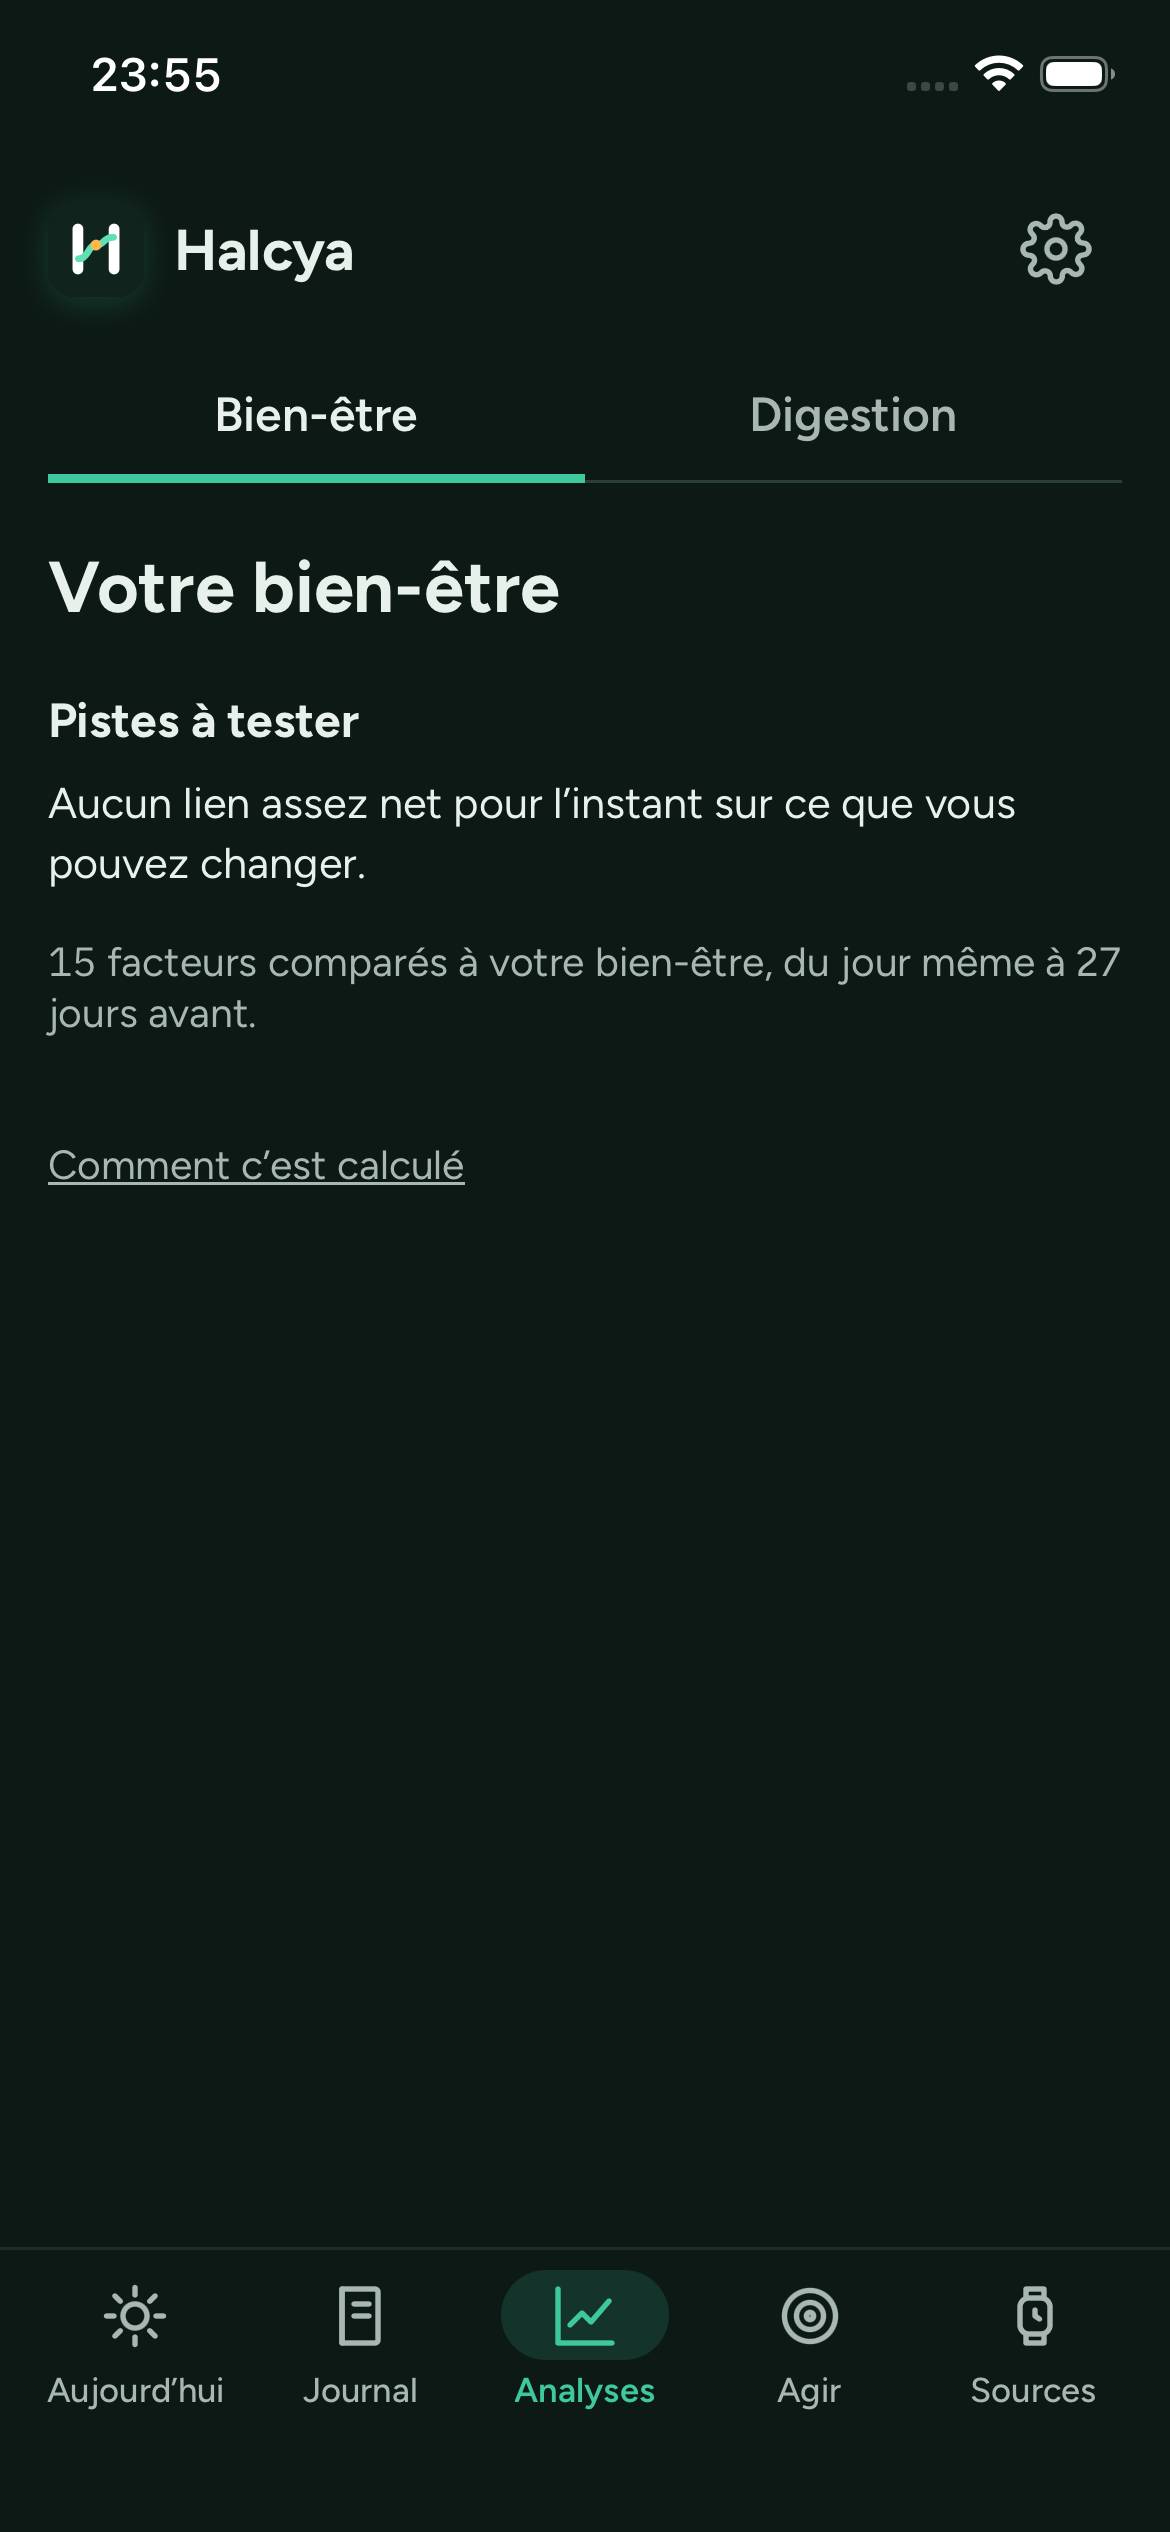 23:55
Halcya
Bien-être
Digestion
Votre bien-être
Pistes à tester
Aucun lien assez net pour l’instant sur ce que vous
pouvez changer.
15 facteurs comparés à votre bien-être, du jour même à 27
jours avant.
Comment c’est calculé
Aujourd’hui
Journal
Analyses
Agir
Sources